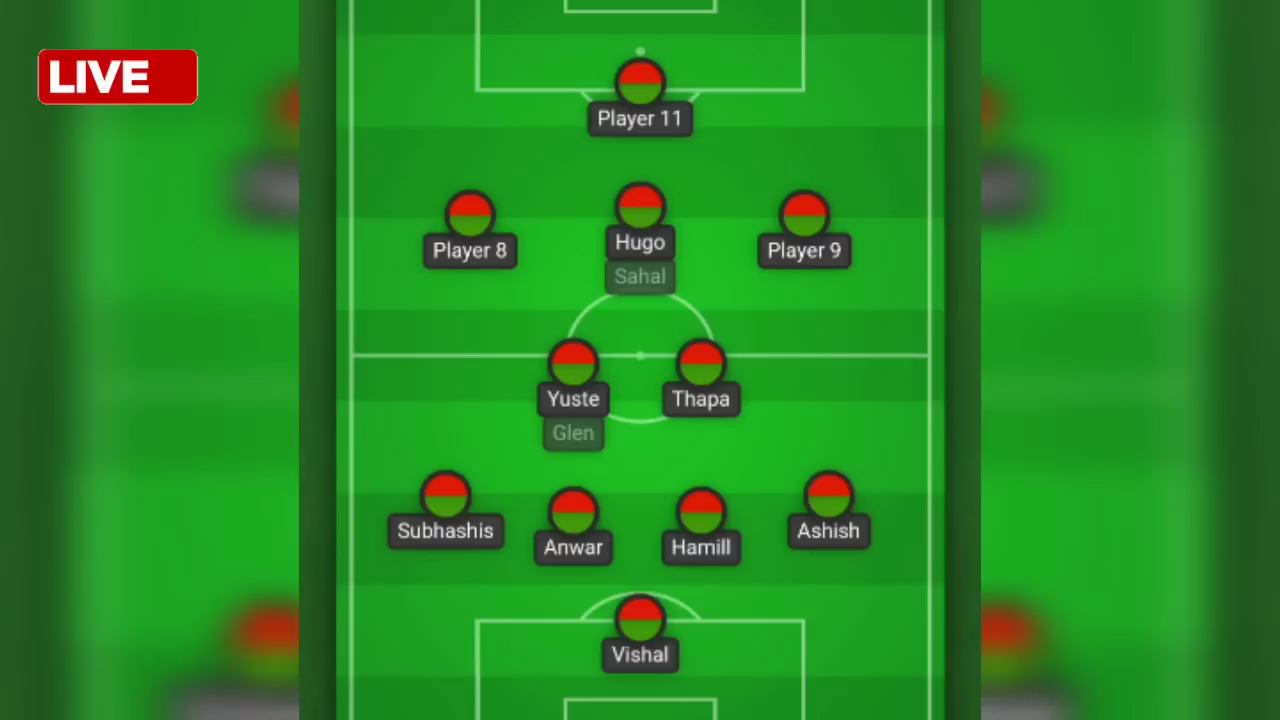 LIVE
Player 11
Player 8
Hugo
Player 9
Sahal
Yuste
Thapa
Glen
Subhashis
Anwar
Hamill
Ashish
Vishal